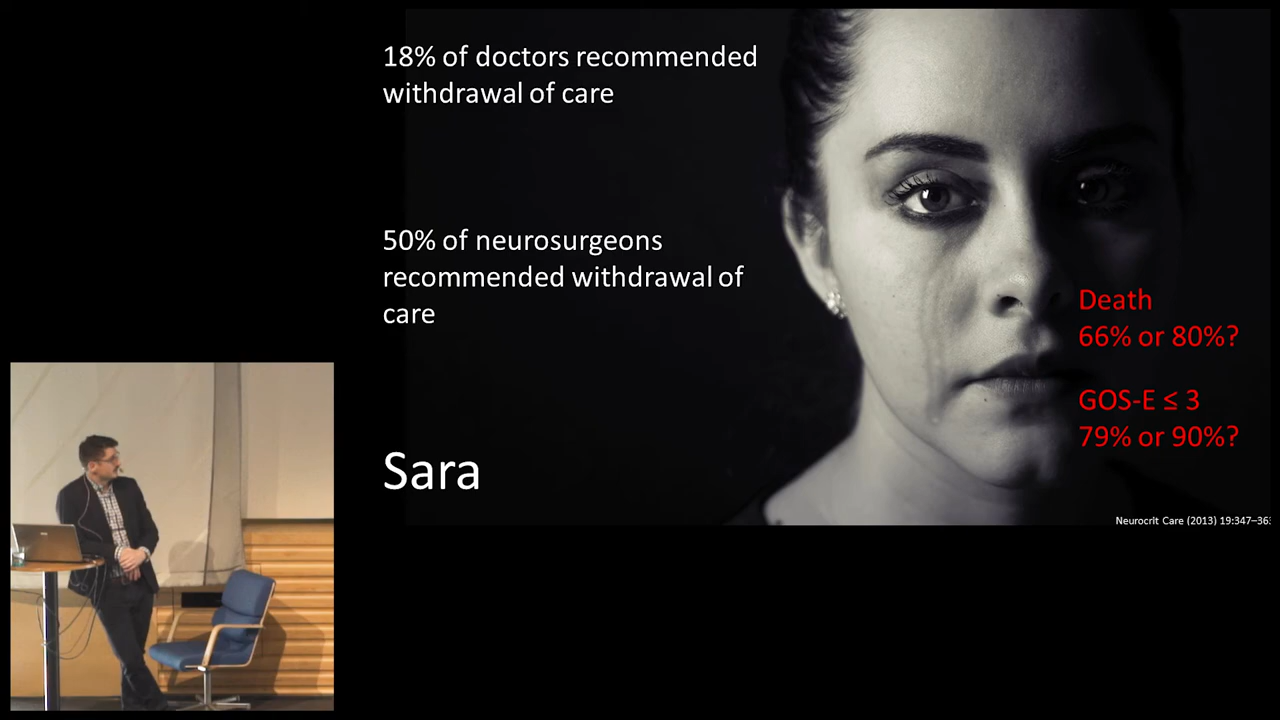 18% of doctors recommended
withdrawal of care
50% of neurosurgeons
recommended withdrawal of
care
Death
66% or 80%?
GOS-E ≤ 3
79% or 90%?
Sara
Neurocrit Care (2013) 19:347–363